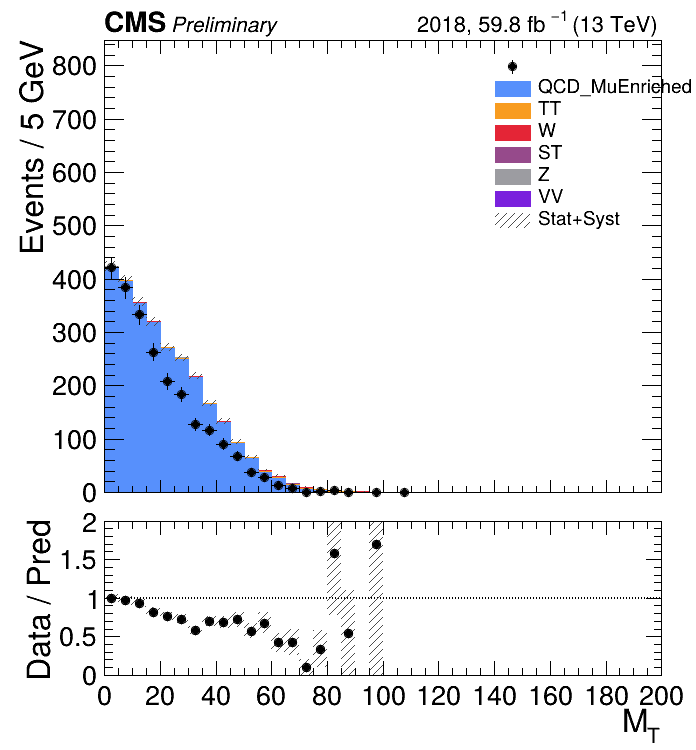 CMS Preliminary 2018, 59.8 fb⁻¹ (13 TeV)
Events / 5 GeV
800
700
600
500
400
300
200
100
0
QCD_MuEnriched
TT
W
ST
Z
VV
Stat+Syst
Data / Pred
2
1.5
1
0.5
0
0 20 40 60 80 100 120 140 160 180 200
M_T